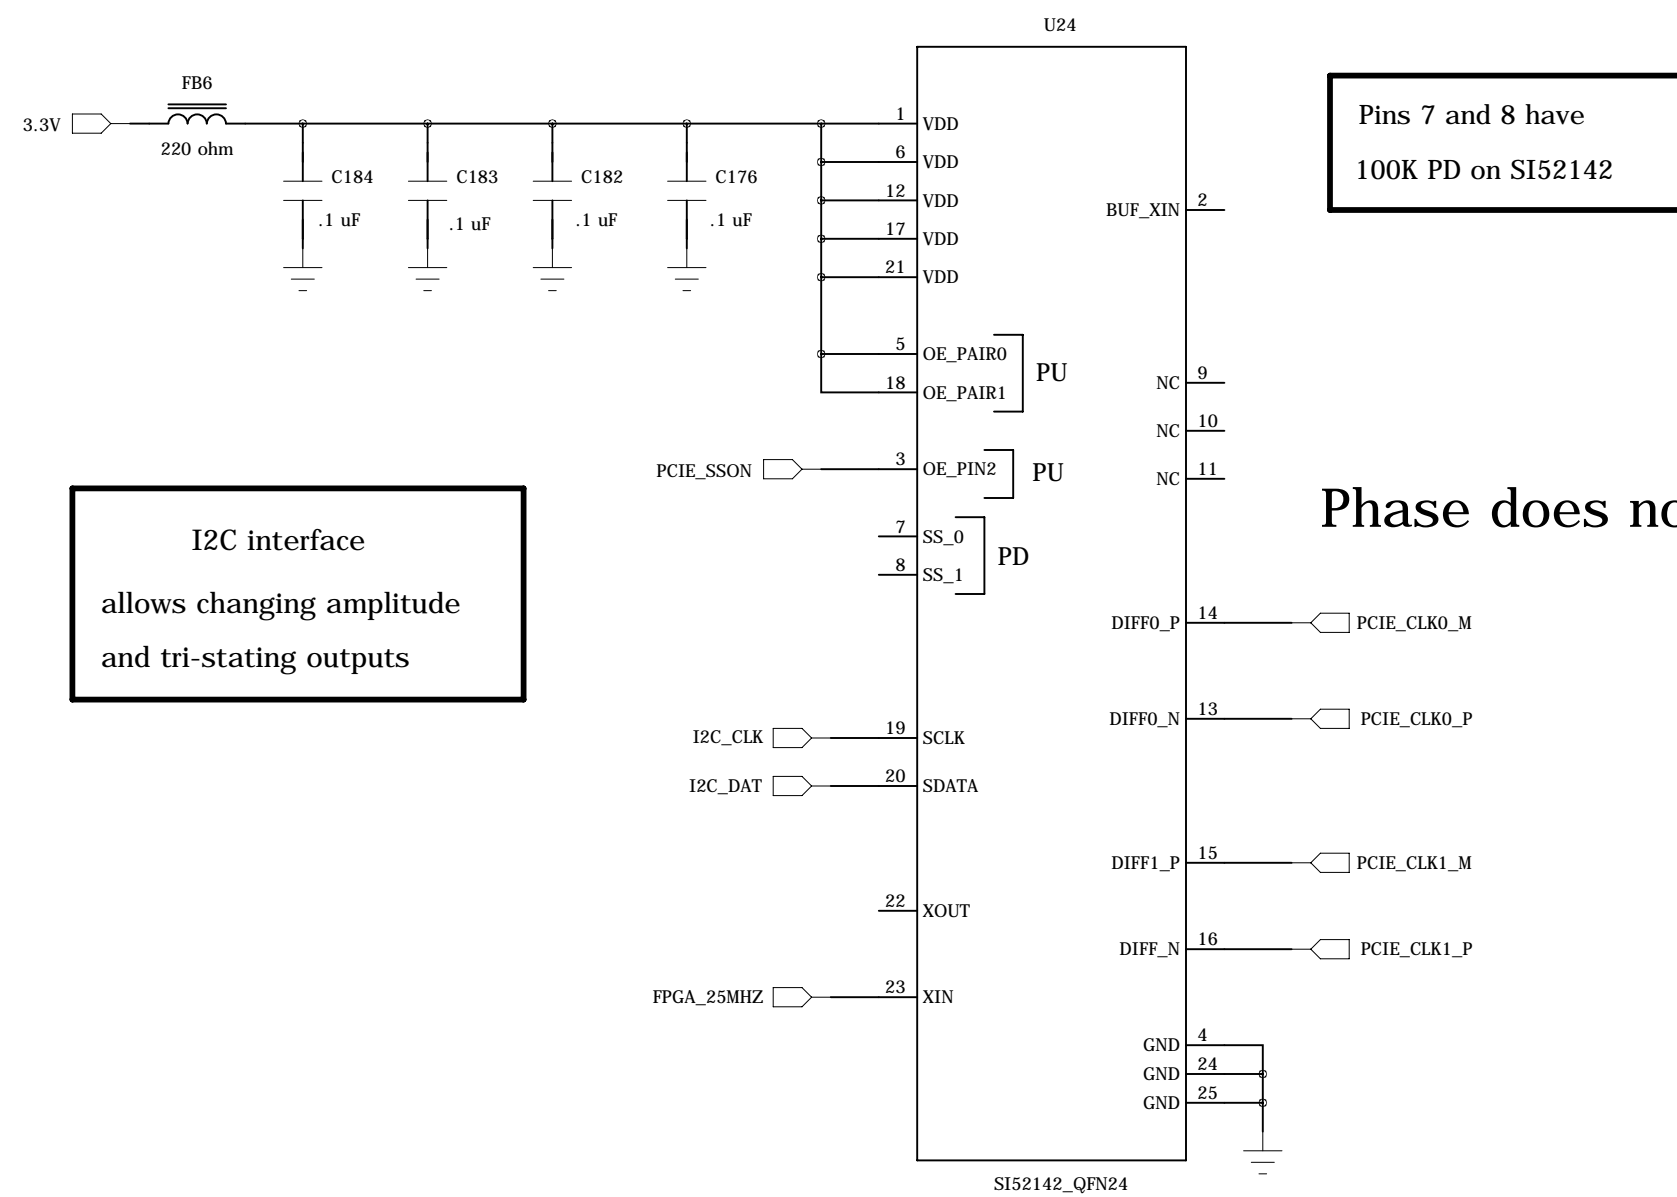 U24
FB6
3.3V
220 ohm
C184
.1 uF
C183
.1 uF
C182
.1 uF
C176
.1 uF
1 VDD
6 VDD
12 VDD
17 VDD
21 VDD
5 OE_PAIR0
18 OE_PAIR1
PU
PCIE_SSON
3 OE_PIN2
PU
7 SS_0
8 SS_1
PD
I2C_CLK
19 SCLK
I2C_DAT
20 SDATA
22 XOUT
FPGA_25MHZ
23 XIN
BUF_XIN 2
NC 9
NC 10
NC 11
DIFF0_P 14
PCIE_CLK0_M
DIFF0_N 13
PCIE_CLK0_P
DIFF1_P 15
PCIE_CLK1_M
DIFF_N 16
PCIE_CLK1_P
GND 4
GND 24
GND 25
SI52142_QFN24
I2C interface
allows changing amplitude
and tri-stating outputs
Pins 7 and 8 have
100K PD on SI52142
Phase does